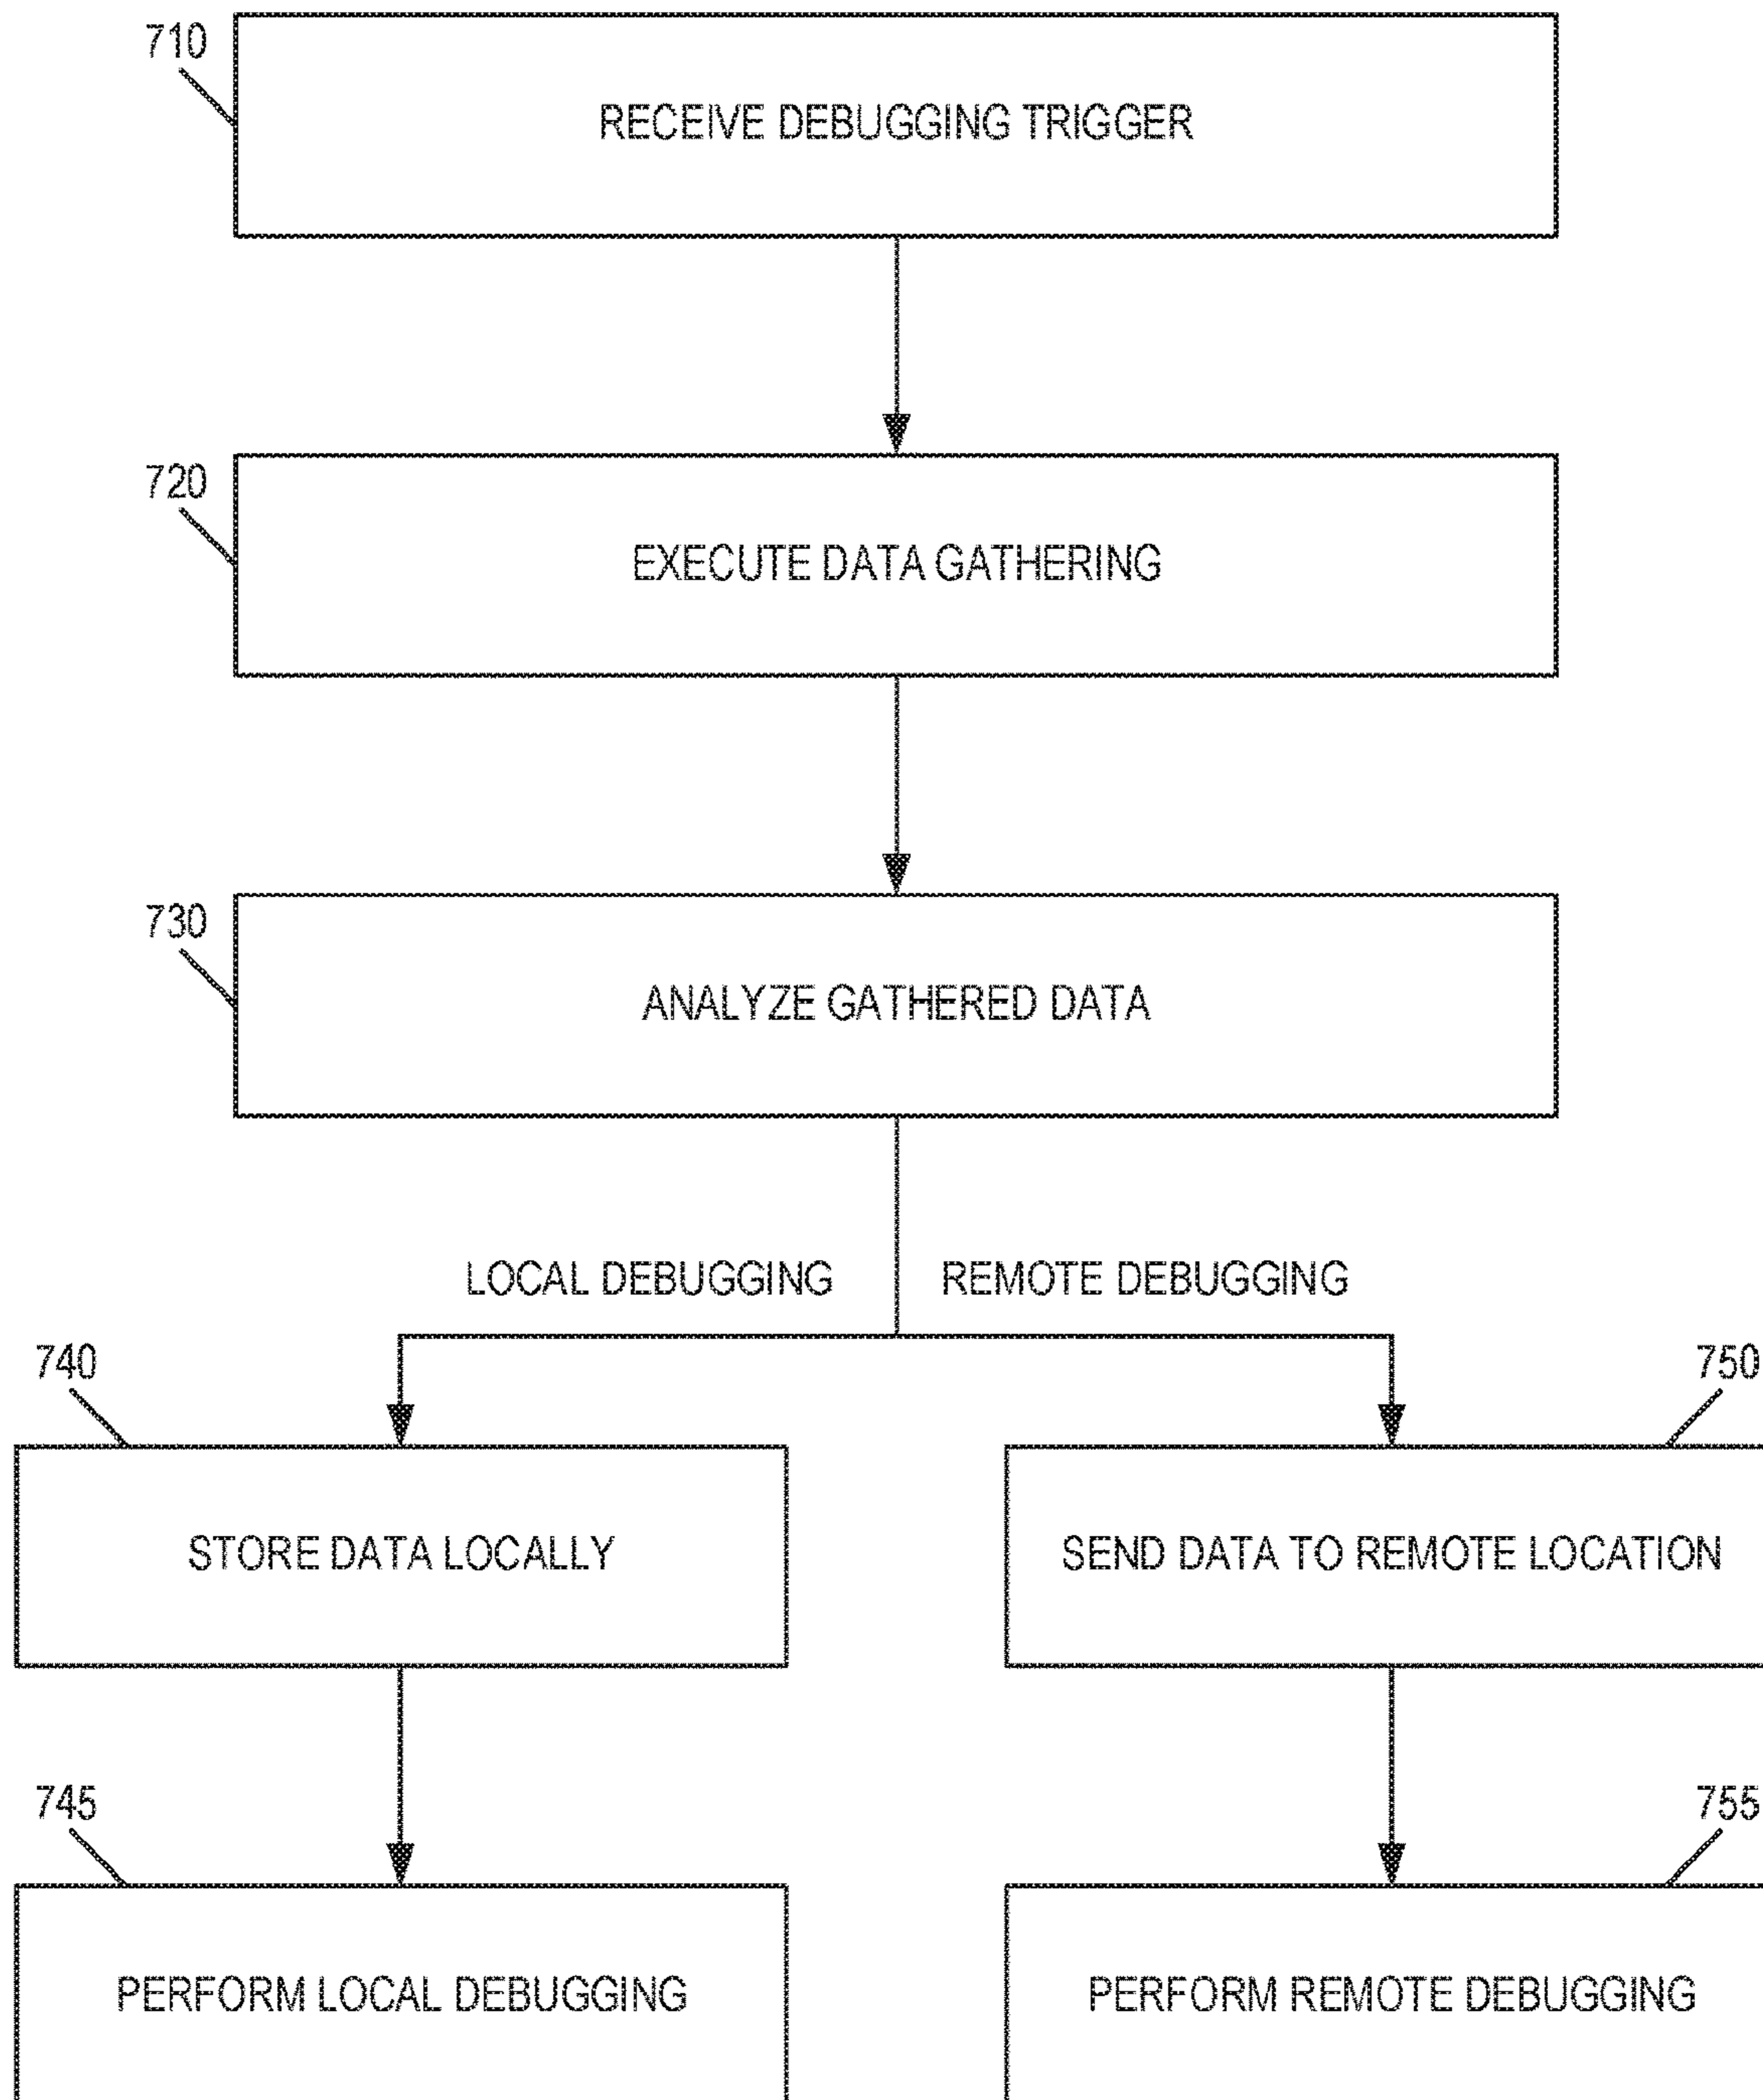 710
RECEIVE DEBUGGING TRIGGER
720
EXECUTE DATA GATHERING
730
ANALYZE GATHERED DATA
LOCAL DEBUGGING
REMOTE DEBUGGING
740
750
STORE DATA LOCALLY
SEND DATA TO REMOTE LOCATION
745
755
PERFORM LOCAL DEBUGGING
PERFORM REMOTE DEBUGGING